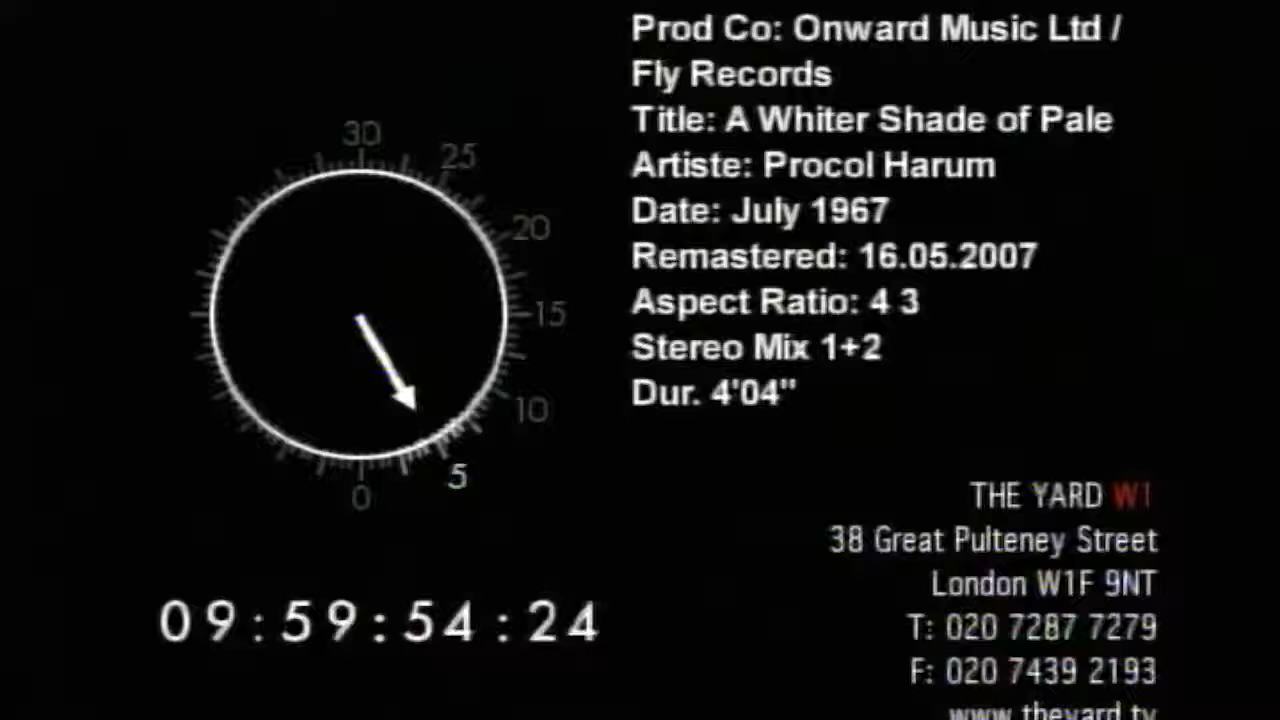 Prod Co: Onward Music Ltd /
Fly Records
Title: A Whiter Shade of Pale
Artiste: Procol Harum
Date: July 1967
Remastered: 16.05.2007
Aspect Ratio: 4 3
Stereo Mix 1+2
Dur. 4'04"
30
25
20
15
10
5
0
09:59:54:24
THE YARD W1
38 Great Pulteney Street
London W1F 9NT
T: 020 7287 7279
F: 020 7439 2193
www.theyard.tv